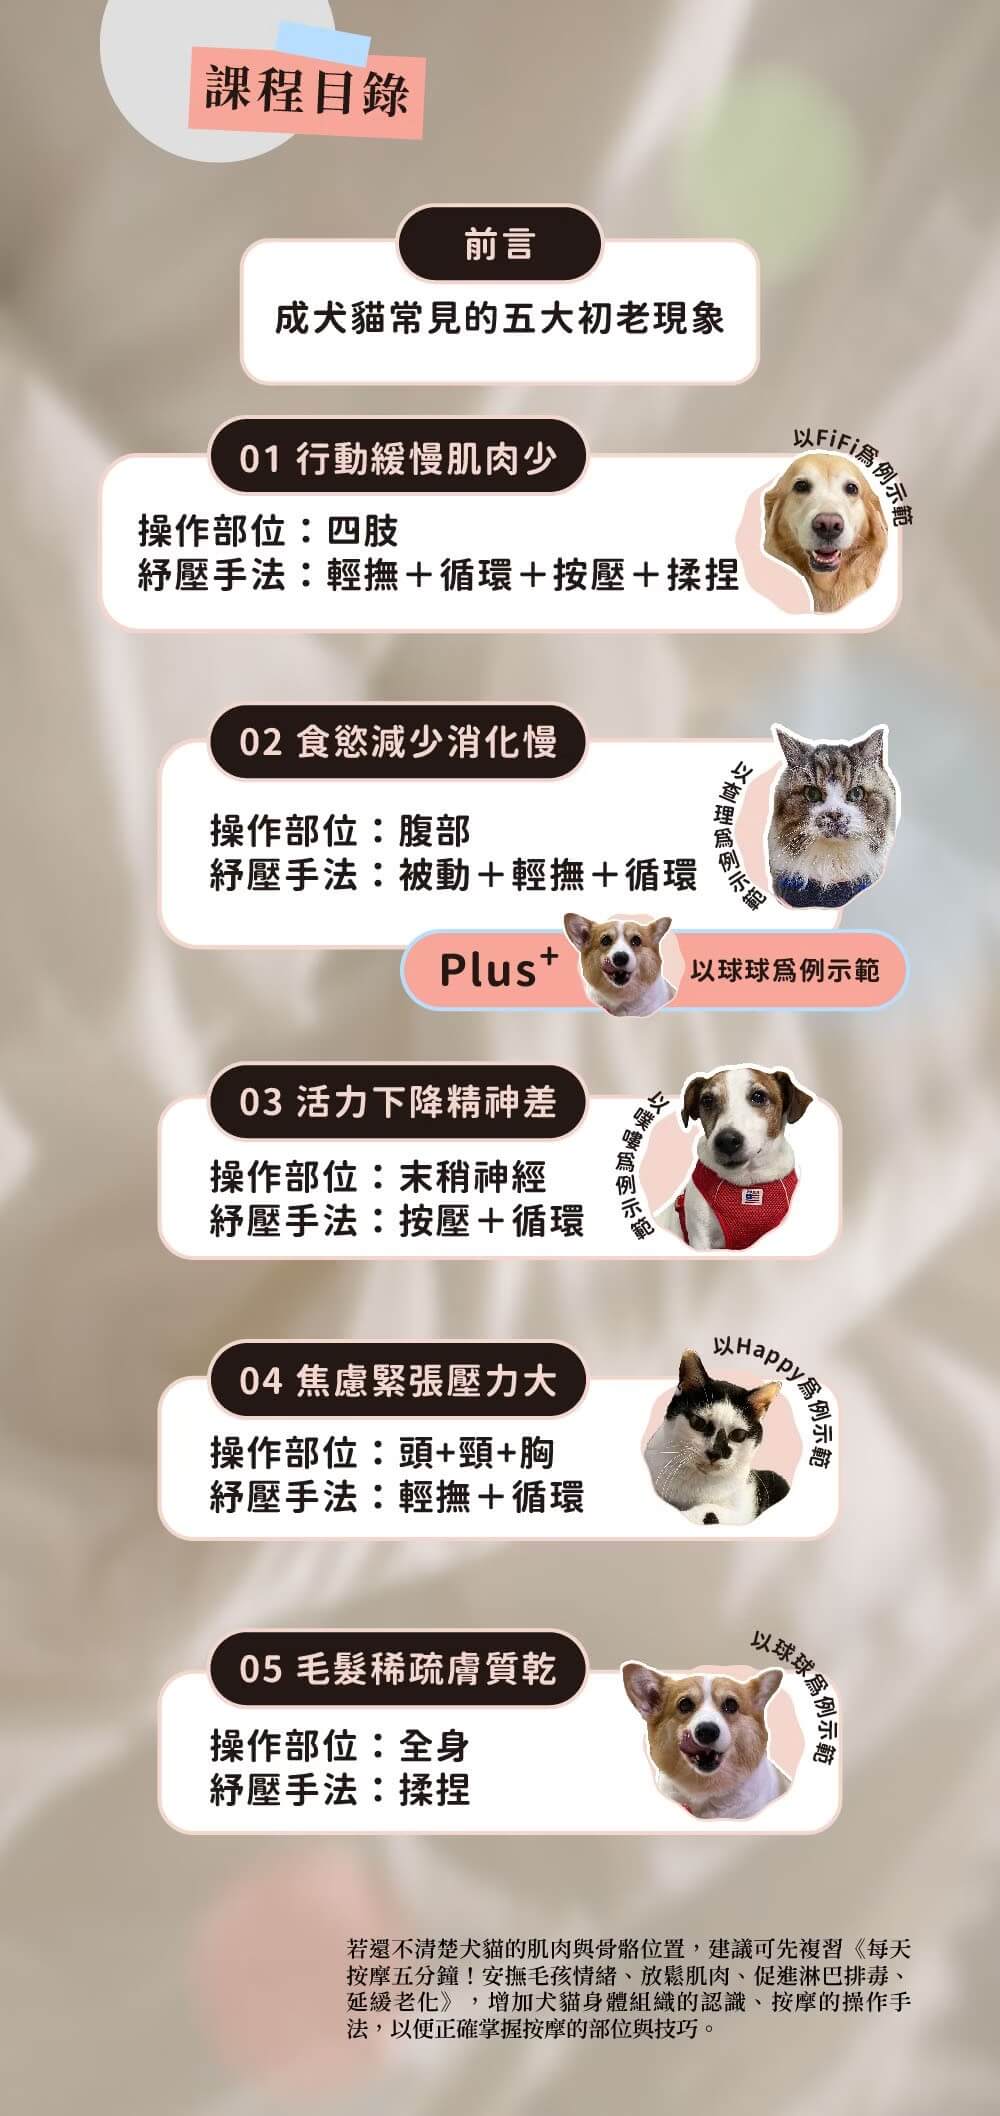 課程目錄
前言
成犬貓常見的五大初老現象
01 行動緩慢肌肉少
以FiFi為例示範
操作部位：四肢
紓壓手法：輕撫＋循環＋按壓＋揉捏
02 食慾減少消化慢
以查理為例示範
操作部位：腹部
紓壓手法：被動＋輕撫＋循環
Plus+
以球球為例示範
03 活力下降精神差
以噗嘍為例示範
操作部位：末稍神經
紓壓手法：按壓＋循環
04 焦慮緊張壓力大
以Happy為例示範
操作部位：頭+頸+胸
紓壓手法：輕撫＋循環
05 毛髮稀疏膚質乾
以球球為例示範
操作部位：全身
紓壓手法：揉捏
若還不清楚犬貓的肌肉與骨骼位置，建議可先複習《每天
按摩五分鐘！安撫毛孩情緒、放鬆肌肉、促進淋巴排毒、
延緩老化》，增加犬貓身體組織的認識、按摩的操作手
法，以便正確掌握按摩的部位與技巧。